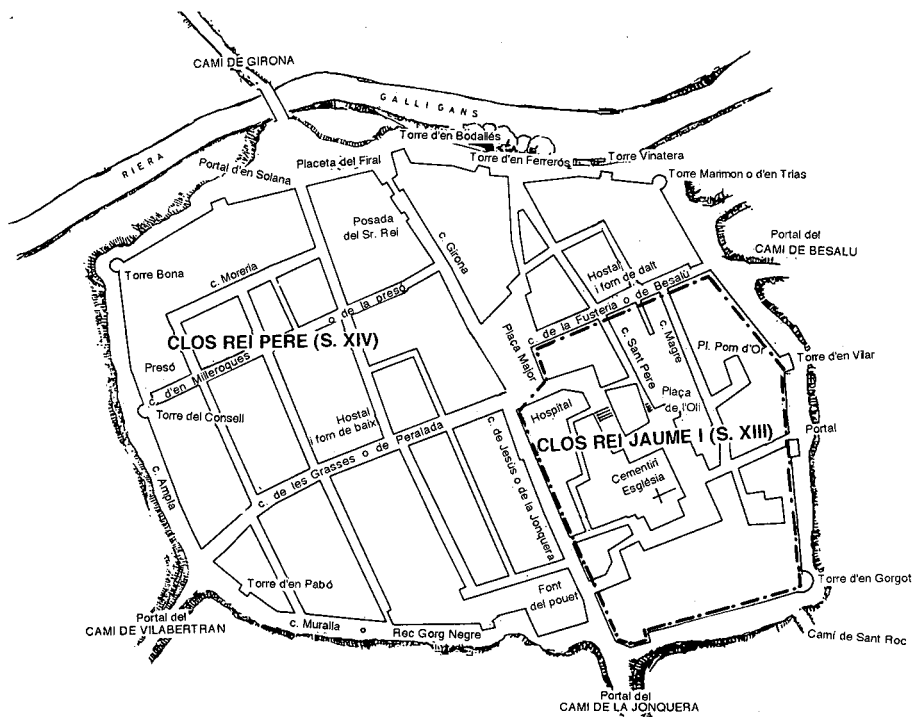 CAMÍ DE GIRONA
RIERA
GALLIGANS
Torre d'en Bodallés
Placeta del Firal
Torre d'en Ferreros
Torre Vinatera
Portal d'en Solana
Torre Marimon o d'en Trias
Posada
del Sr. Rei
c. Girona
Portal del
CAMÍ DE BESALU
Torre Bona
c. Moreria
Hostal
i forn de dalt
c. de la Fusteria o de Besalú
o de la presó
CLOS REI PERE (S. XIV)
Plaça Major
c. Sant Pere
c. Magre
Pl. Pom d'Or
Torre d'en Vilar
Presó
c. d'en Milleroques
Torre del Consell
Hostal
i forn de baix
Hospital
Plaça
de l'Oli
CLOS REI JAUME I (S. XIII)
Portal
c. de les Grasses o de Peralada
c. de Jesús o de la Jonquera
c. Ampla
Cementiri
Església
Torre d'en Pabó
Font
del pouet
Torre d'en Gorgot
Portal del
CAMÍ DE VILABERTRAN
c. Muralla
Rec Gorg Negre
Camí de Sant Roc
Portal del
CAMÍ DE LA JONQUERA